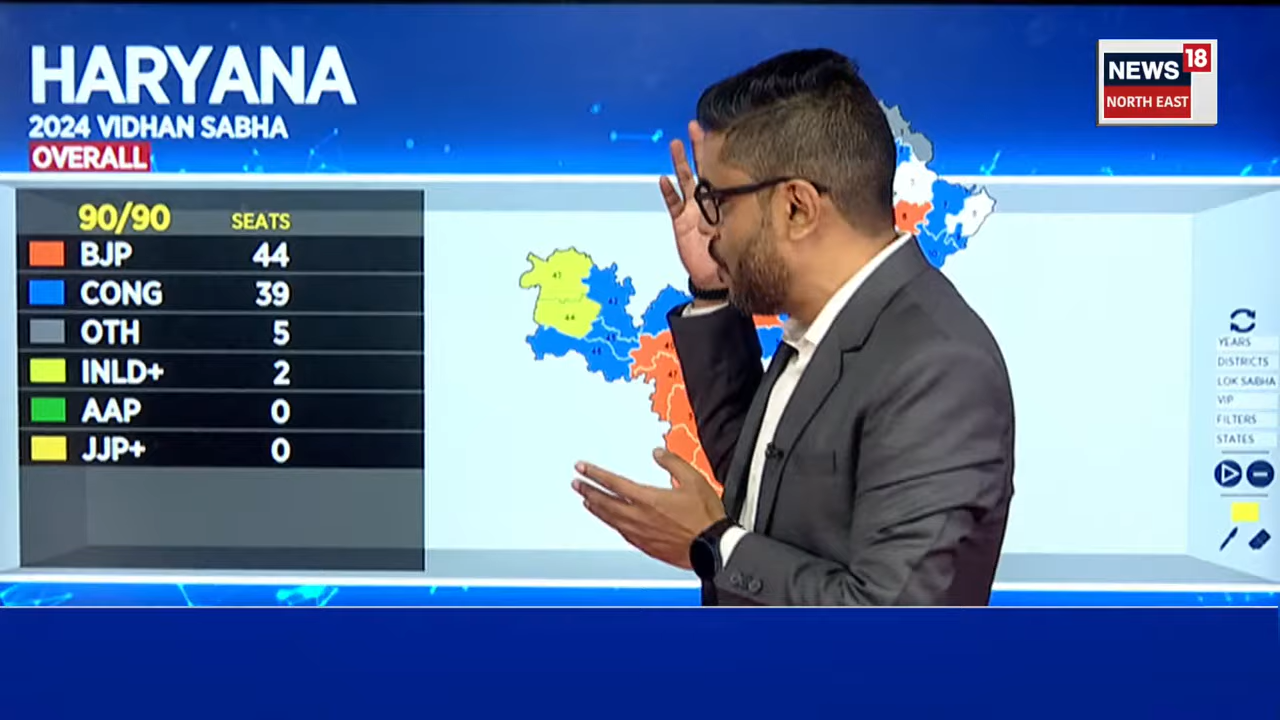 HARYANA
2024 VIDHAN SABHA
OVERALL
NEWS 18
NORTH EAST
90/90 SEATS
BJP 44
CONG 39
OTH 5
INLD+ 2
AAP 0
JJP+ 0
YEARS
DISTRICTS
LOK SABHA
VIP
FILTERS
STATES
44